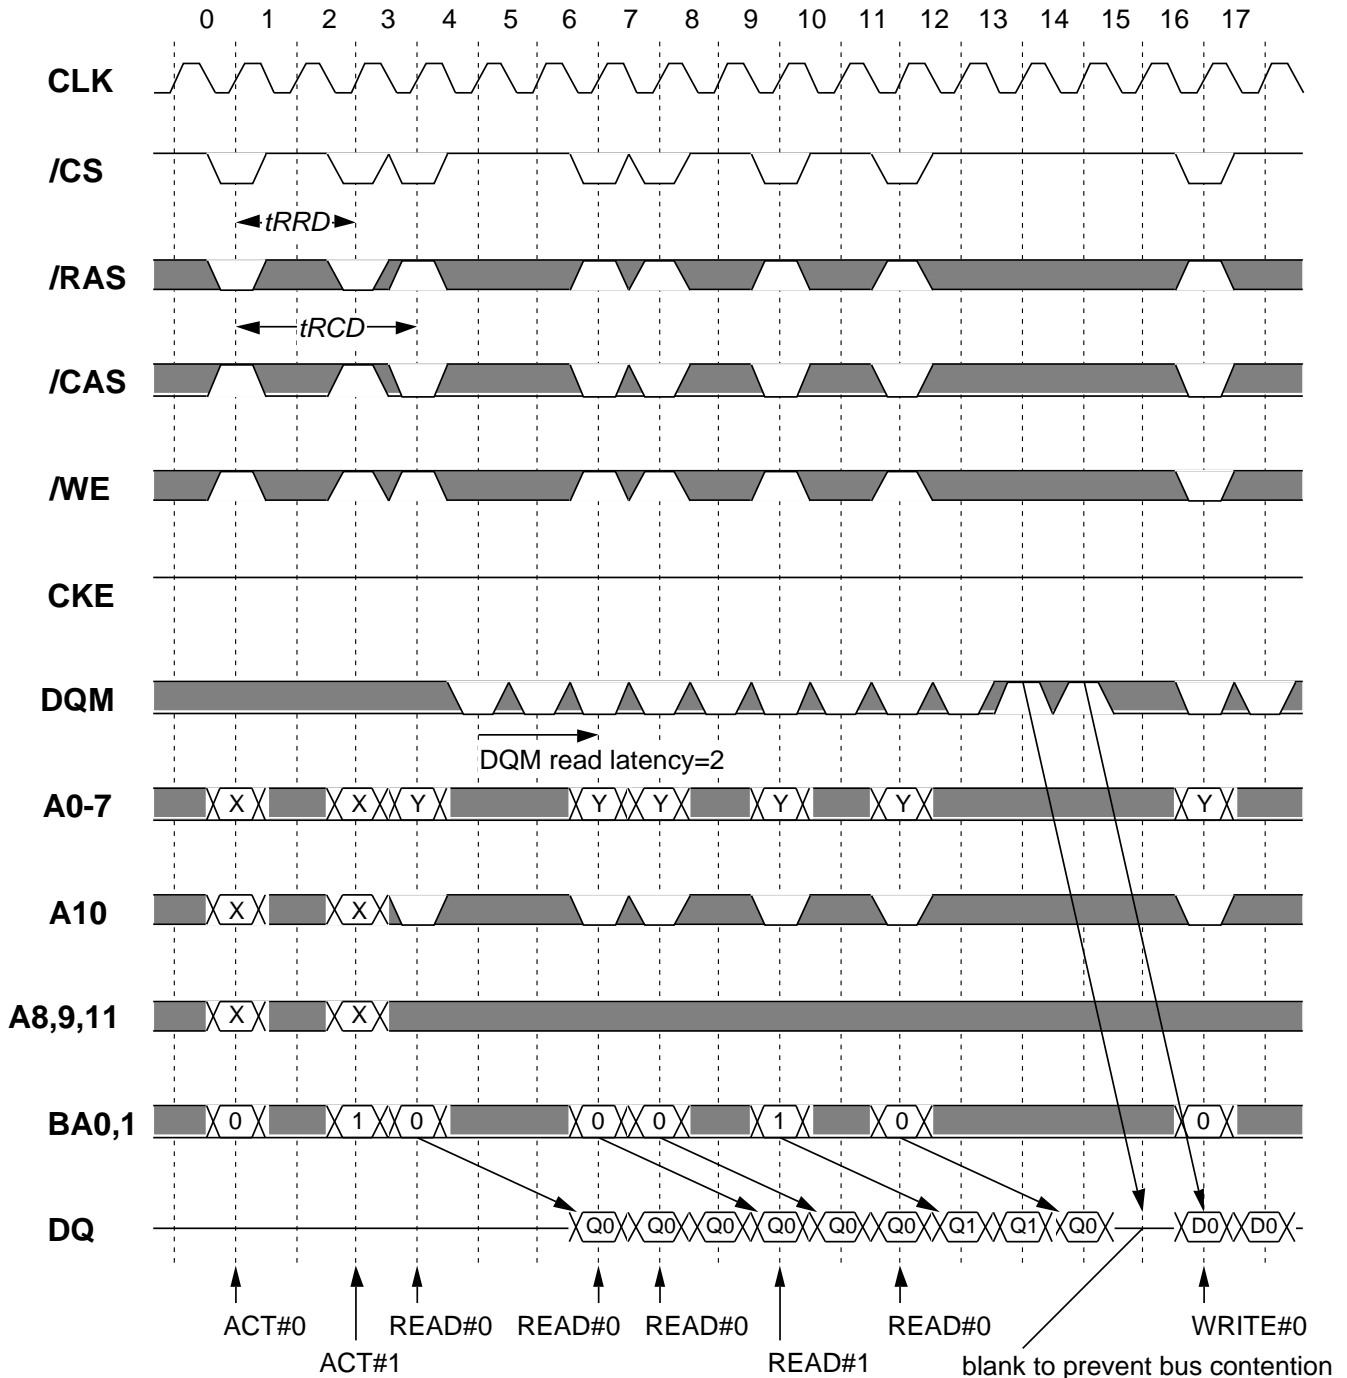 0 1 2 3 4 5 6 7 8 9 10 11 12 13 14 15 16 17
CLK
/CS
tRRD
/RAS
tRCD
/CAS
/WE
CKE
DQM
DQM read latency=2
A0-7 X X Y Y Y Y Y Y
A10 X X
A8,9,11 X X
BA0,1 0 1 0 0 0 1 0 0
DQ Q0 Q0 Q0 Q0 Q0 Q0 Q1 Q1 Q0 D0 D0
ACT#0 READ#0 READ#0 READ#0 READ#0 WRITE#0
ACT#1 READ#1 blank to prevent bus contention